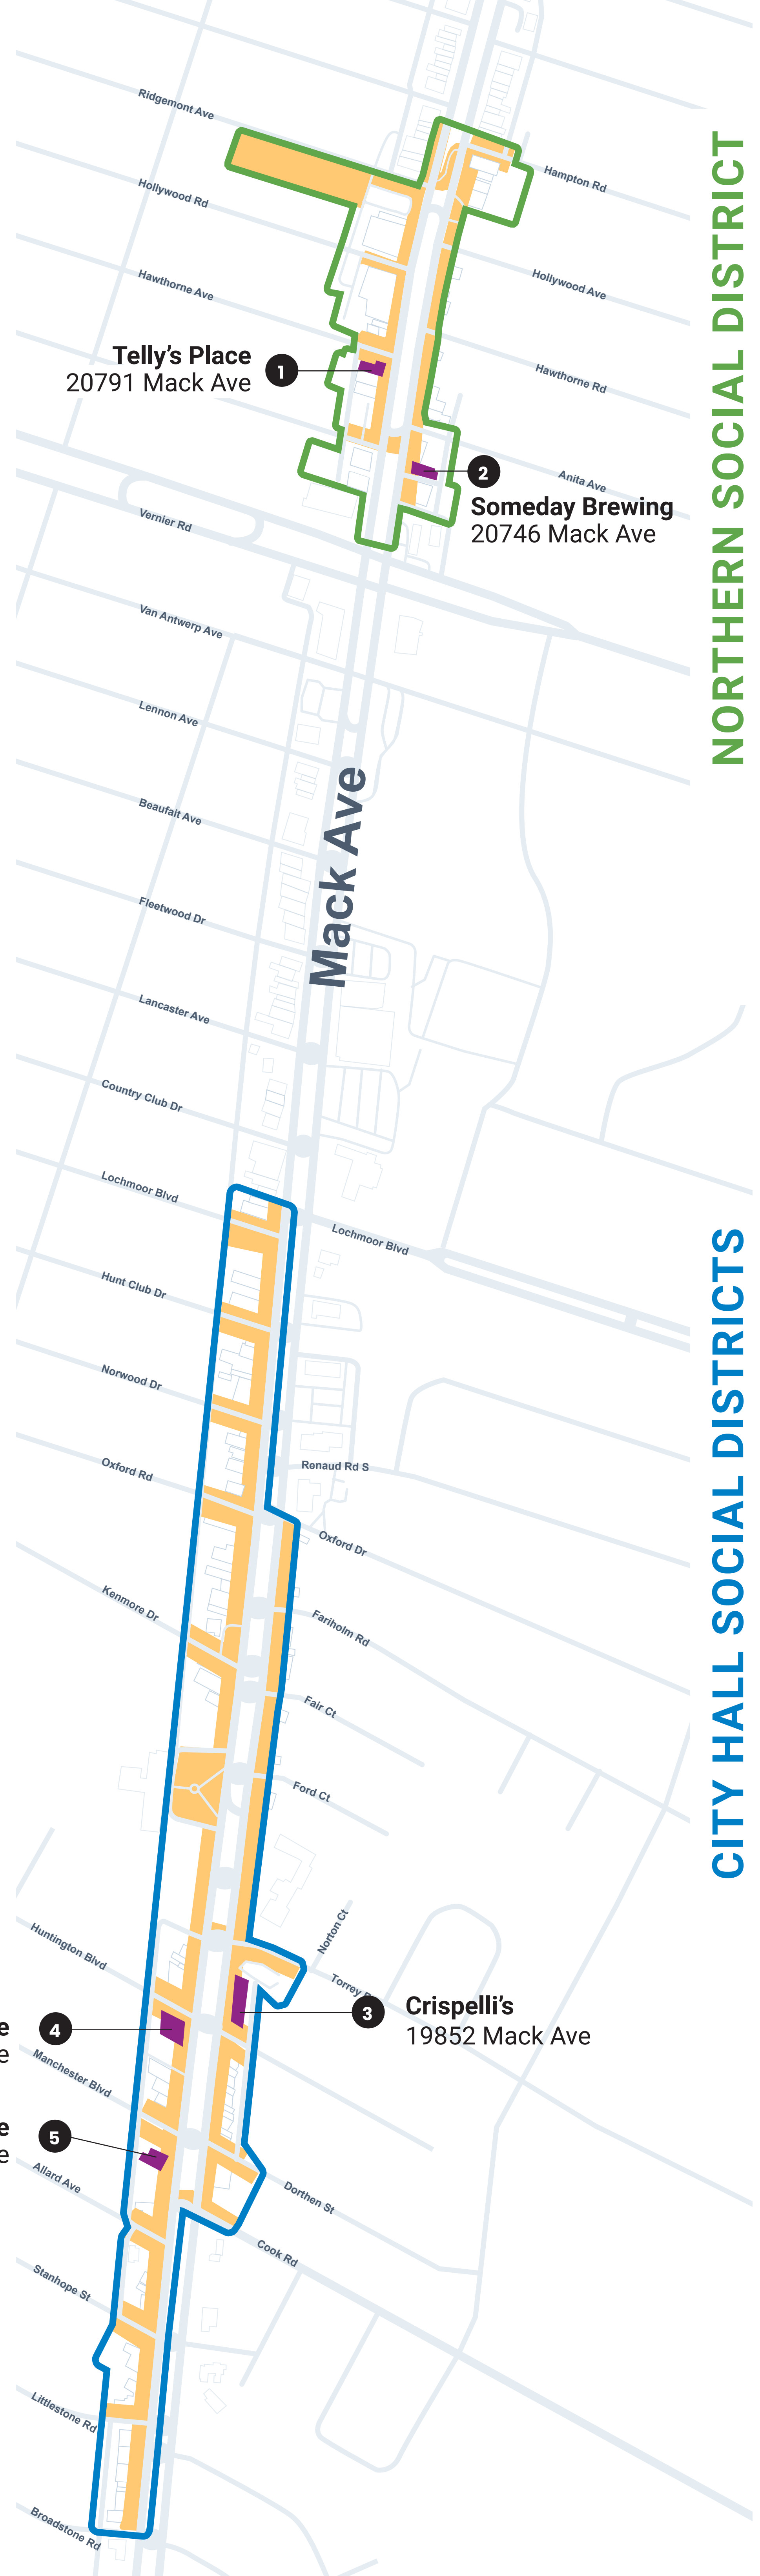 Ridgemont Ave
Hampton Rd
Hollywood Rd
Hollywood Ave
Hawthorne Ave
Telly's Place
20791 Mack Ave
1
Hawthorne Rd
2
Anita Ave
Someday Brewing
20746 Mack Ave
Vernier Rd
NORTHERN SOCIAL DISTRICT
Van Antwerp Ave
Lennon Ave
Mack Ave
Beaufait Ave
Fleetwood Dr
Lancaster Ave
Country Club Dr
Lochmoor Blvd
Lochmoor Blvd
Hunt Club Dr
Norwood Dr
Oxford Rd
Renaud Rd S
Oxford Dr
CITY HALL SOCIAL DISTRICTS
Kenmore Dr
Fariholm Rd
Fair Ct
Ford Ct
Huntington Blvd
Norton Ct
Torrey
3
Crispelli's
19852 Mack Ave
e
4
e
Manchester Blvd
e
5
e
Allard Ave
Dorthen St
Cook Rd
Stanhope St
Littlestone Rd
Broadstone Rd